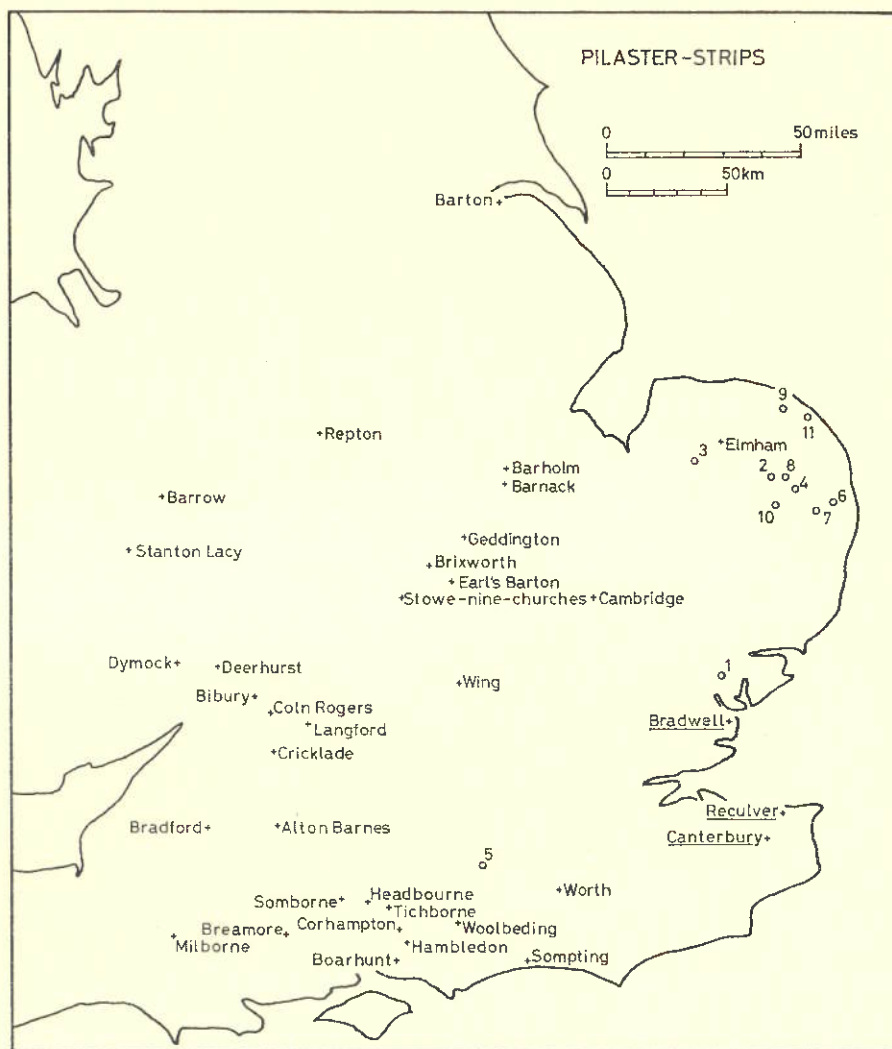 PILASTER-STRIPS
0 50 miles
0 50km
Barton
9
11
Elmham
3
Repton
2
8
4
6
7
10
Barholm
Barnack
Barrow
Geddington
Stanton Lacy
Brixworth
Earl's Barton
Stowe-nine-churches
Cambridge
Dymock
Deerhurst
1
Wing
Bibury
Coln Rogers
Langford
Bradwell
Cricklade
Reculver
Bradford
Alton Barnes
Canterbury
5
Somborne
Headbourne
Worth
Tichborne
Breamore
Corhampton
Woolbeding
Milborne
Hambledon
Boarhunt
Sompting